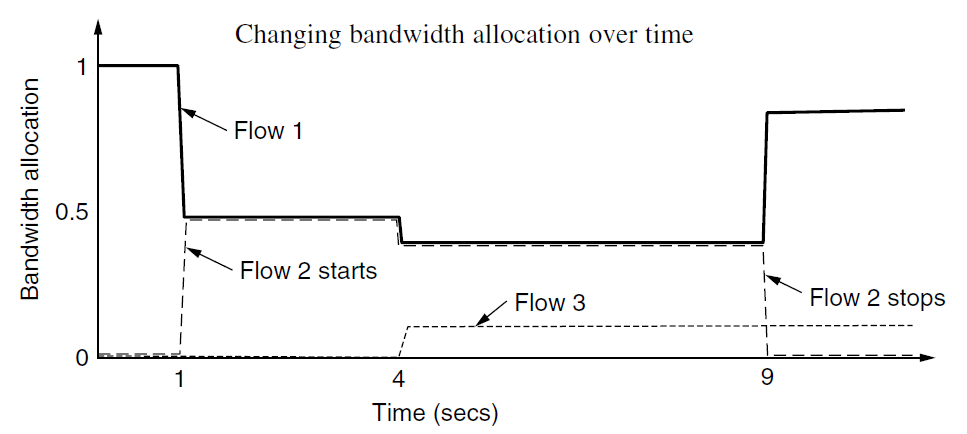 Changing bandwidth allocation over time
1
Flow 1
Bandwidth allocation
0.5
Flow 2 starts
Flow 3
Flow 2 stops
0
1
4
9
Time (secs)